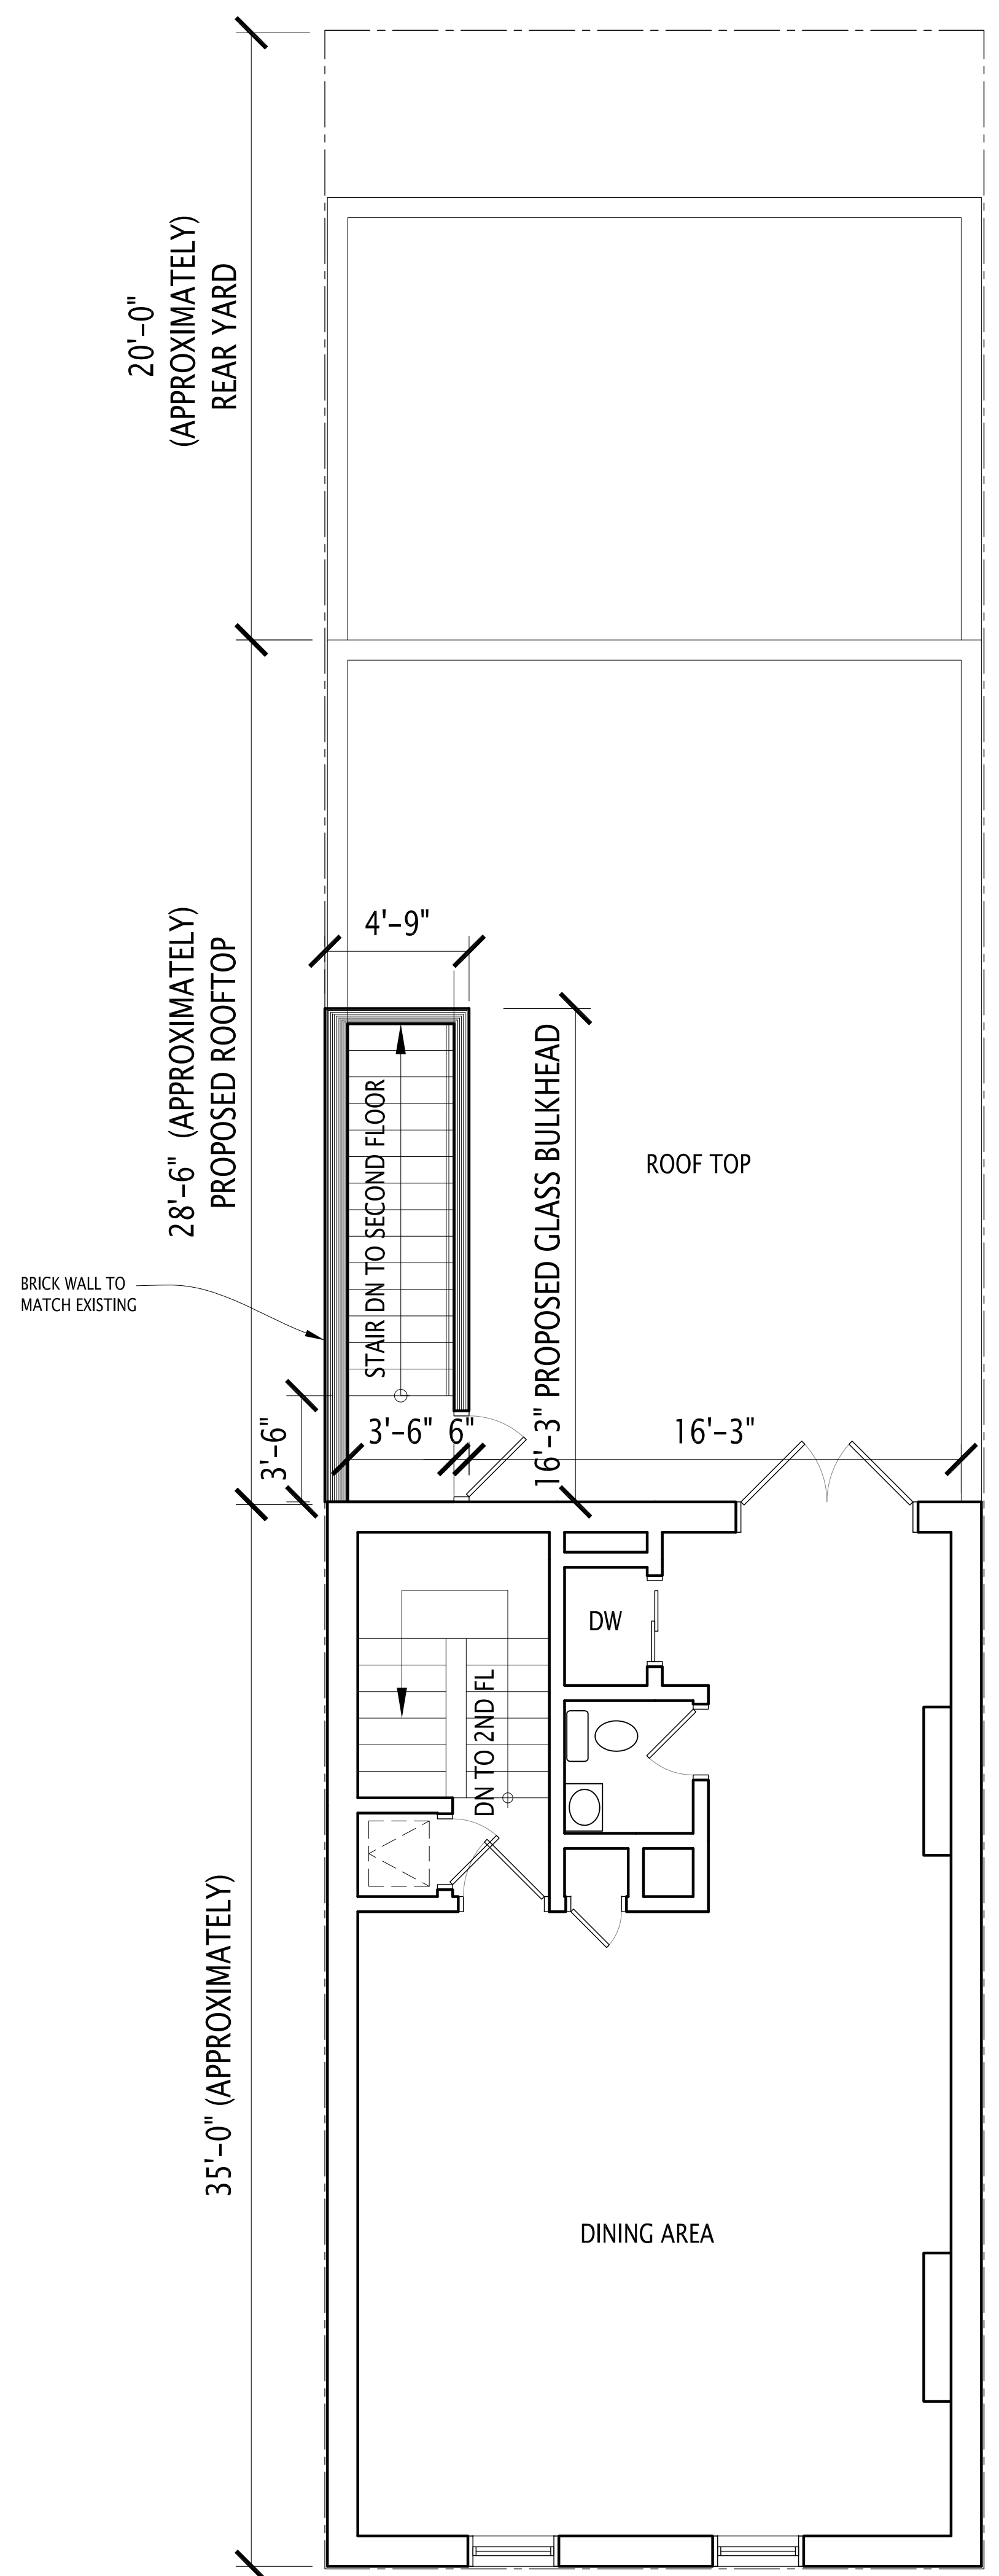 20'-0"
(APPROXIMATELY)
REAR YARD
4'-9"
28'-6" (APPROXIMATELY)
PROPOSED ROOFTOP
STAIR DN TO SECOND FLOOR
16'-3" PROPOSED GLASS BULKHEAD
ROOF TOP
BRICK WALL TO
MATCH EXISTING
3'-6"
3'-6"
6"
16'-3"
DW
DN TO 2ND FL
35'-0" (APPROXIMATELY)
DINING AREA